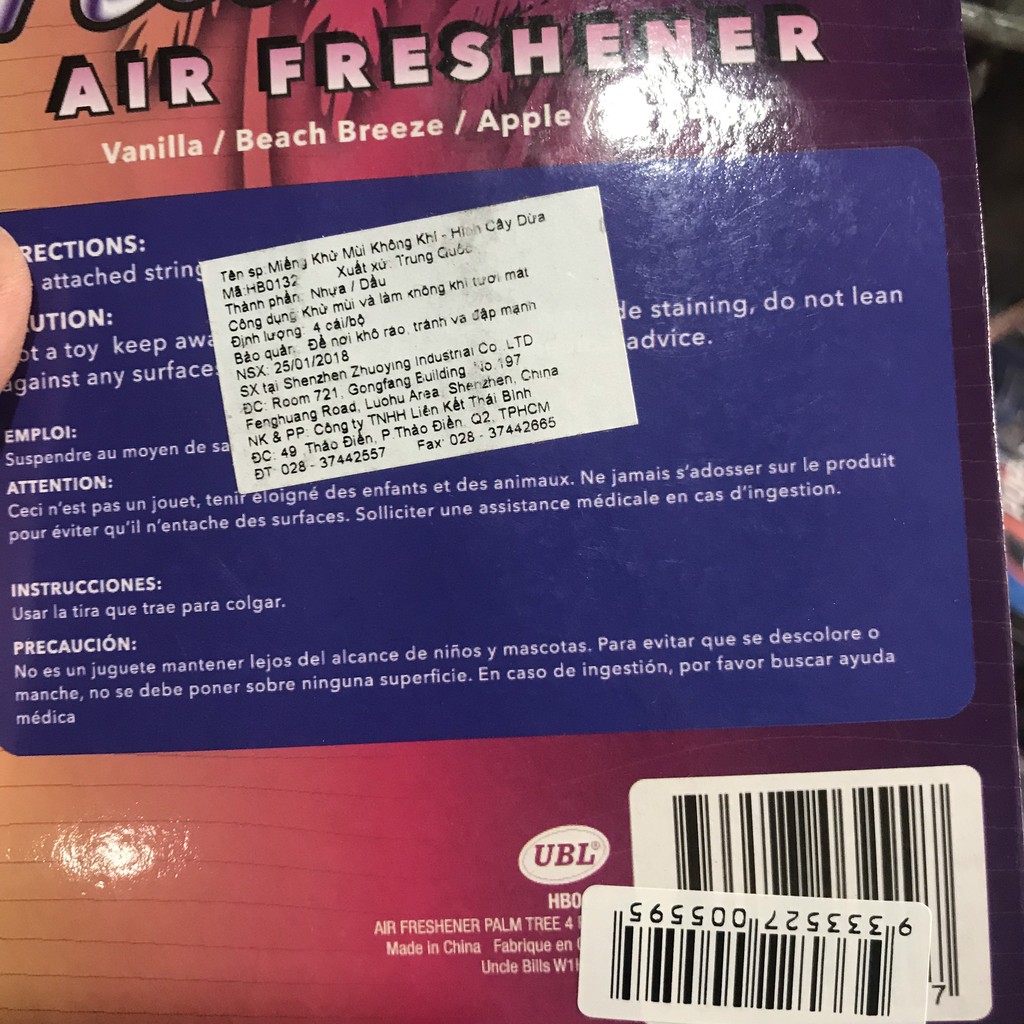 AIR FRESHENER
Vanilla / Beach Breeze / Apple /
RECTIONS:
attached string
UTION:
ot a toy keep awa
de staining, do not lean
against any surface
advice.
Tên sp:Miếng Khử Mùi Không Khí - Hình Cây Dừa
Mã:HB0132 Xuất xứ: Trung Quốc
Thành phần: Nhựa / Dầu
Công dụng: Khử mùi và làm không khí tươi mát
Định lượng: 4 cái/bộ
Bảo quản: Để nơi khô ráo, tránh va đập mạnh
NSX: 25/01/2018
SX tại Shenzhen Zhuoying Industrial Co.,LTD
ĐC: Room 721, Gongfang Building No.197
Fenghuang Road, Luohu Area, Shenzhen, China
NK & PP: Công ty TNHH Liên Kết Thái Bình
ĐC: 49 ,Thảo Điền, P.Thảo Điền, Q2, TPHCM
ĐT: 028 - 37442557 Fax: 028 - 37442665
EMPLOI:
Suspendre au moyen de sa
ATTENTION:
Ceci n'est pas un jouet, tenir éloigné des enfants et des animaux. Ne jamais s'adosser sur le produit
pour éviter qu'il n'entache des surfaces. Solliciter une assistance médicale en cas d'ingestion.
INSTRUCCIONES:
Usar la tira que trae para colgar.
PRECAUCIÓN:
No es un juguete mantener lejos del alcance de niños y mascotas. Para evitar que se descolore o
manche, no se debe poner sobre ninguna superficie. En caso de ingestión, por favor buscar ayuda
médica
UBL®
HB0
AIR FRESHENER PALM TREE 4
Made in China Fabrique en
Uncle Bills W1
9 333527 005595
7